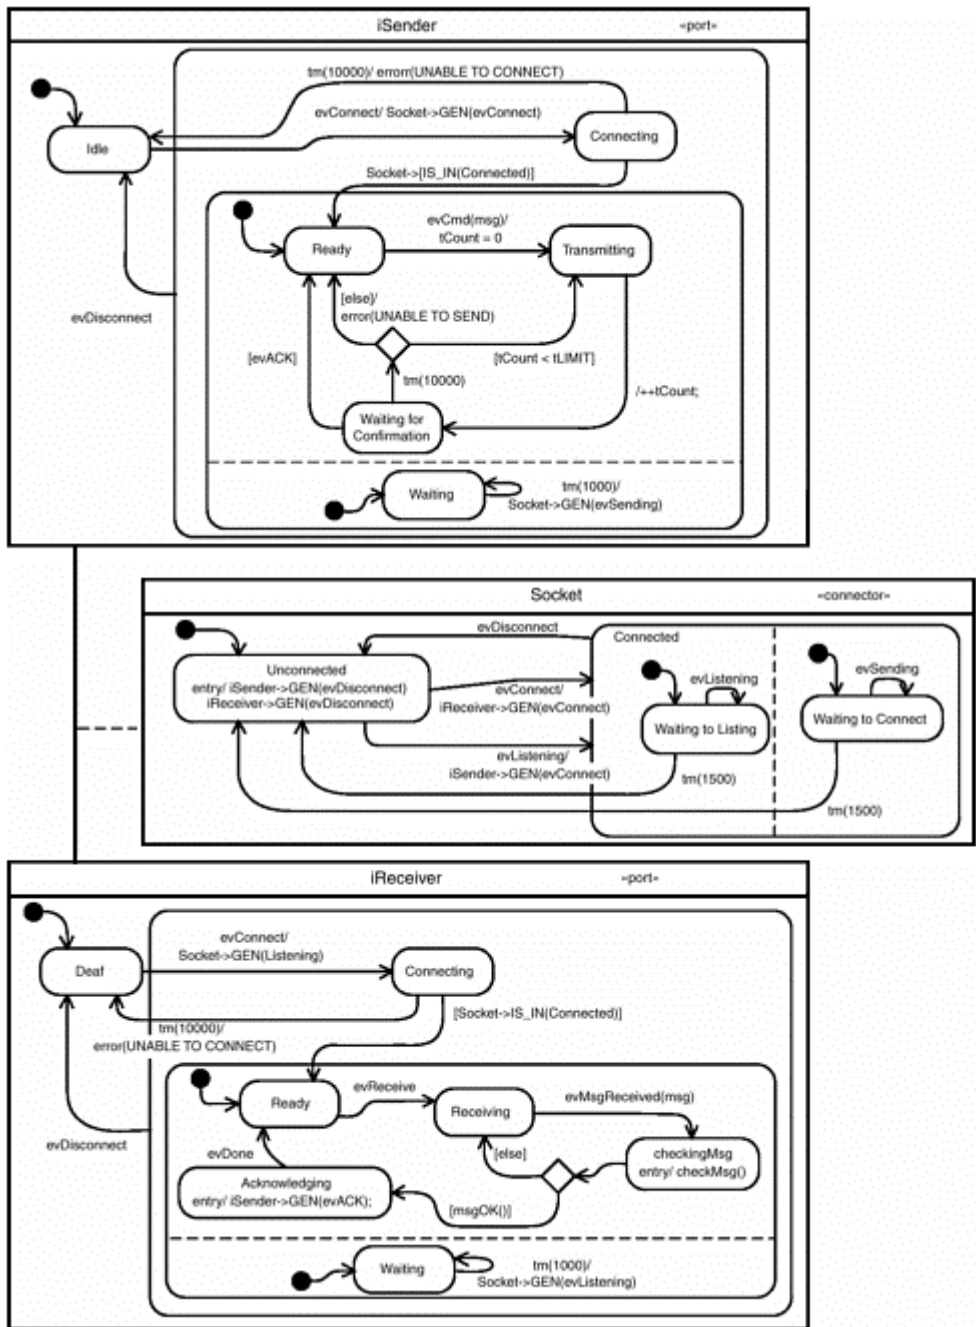 iSender «port»
tm(10000)/ errorr(UNABLE TO CONNECT)
evConnect/ Socket->GEN(evConnect)
Idle
Connecting
Socket->[IS_IN(Connected)]
evCmd(msg)/
tCount = 0
Ready
Transmitting
[else]/
error(UNABLE TO SEND)
evDisconnect
[evACK]
[tCount < tLIMIT]
tm(10000)
/++tCount;
Waiting for
Confirmation
Waiting
tm(1000)/
Socket->GEN(evSending)
Socket «connector»
evDisconnect
Connected
Unconnected
entry/ iSender->GEN(evDisconnect)
iReceiver->GEN(evDisconnect)
evConnect/
iReceiver->GEN(evConnect)
evListening
evSending
Waiting to Listing
Waiting to Connect
evListening/
iSender->GEN(evConnect)
tm(1500)
tm(1500)
iReceiver «port»
evConnect/
Socket->GEN(Listening)
Deaf
Connecting
[Socket->IS_IN(Connected)]
tm(10000)/
error(UNABLE TO CONNECT)
Ready
evReceive
Receiving
evMsgReceived(msg)
evDisconnect
evDone
[else]
checkingMsg
entry/ checkMsg()
Acknowledging
entry/ iSender->GEN(evACK);
[msgOK()]
Waiting
tm(1000)/
Socket->GEN(evListening)